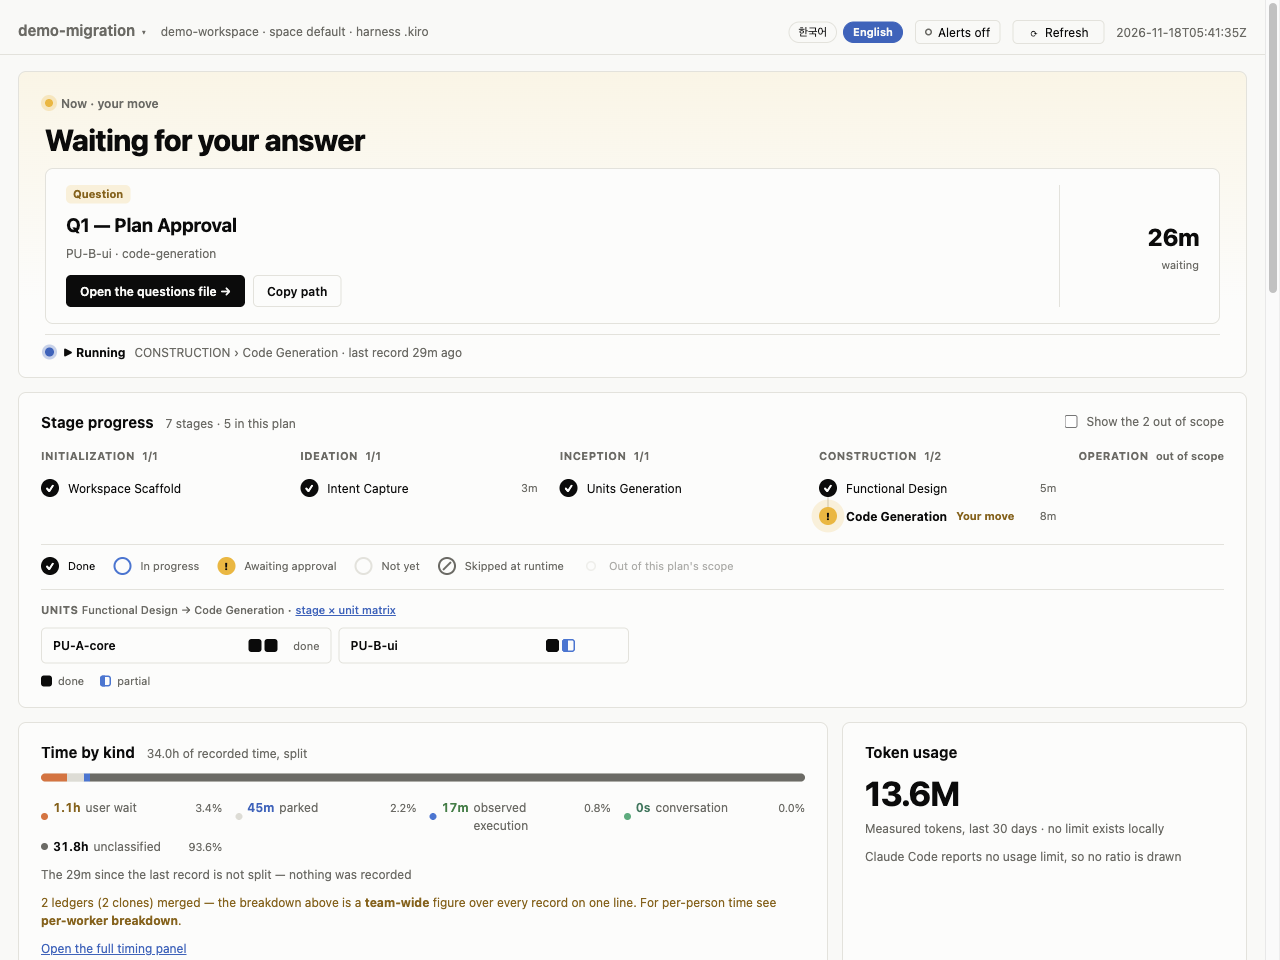 demo-migration ▾ demo-workspace · space default · harness .kiro 한국어 English Alerts off Refresh 2026-11-18T05:41:35Z
Now · your move
Waiting for your answer
Question
Q1 — Plan Approval
PU-B-ui · code-generation
Open the questions file → Copy path
26m
waiting
▶ Running CONSTRUCTION › Code Generation · last record 29m ago
Stage progress 7 stages · 5 in this plan Show the 2 out of scope
INITIALIZATION 1/1 IDEATION 1/1 INCEPTION 1/1 CONSTRUCTION 1/2 OPERATION out of scope
Workspace Scaffold Intent Capture 3m Units Generation Functional Design 5m
! Code Generation Your move 8m
Done In progress ! Awaiting approval Not yet Skipped at runtime Out of this plan's scope
UNITS Functional Design → Code Generation · stage × unit matrix
PU-A-core done PU-B-ui
done partial
Time by kind 34.0h of recorded time, split
1.1h user wait 3.4% 45m parked 2.2% 17m observed execution 0.8% 0s conversation 0.0%
31.8h unclassified 93.6%
The 29m since the last record is not split — nothing was recorded
2 ledgers (2 clones) merged — the breakdown above is a team-wide figure over every record on one line. For per-person time see
per-worker breakdown.
Open the full timing panel
Token usage
13.6M
Measured tokens, last 30 days · no limit exists locally
Claude Code reports no usage limit, so no ratio is drawn